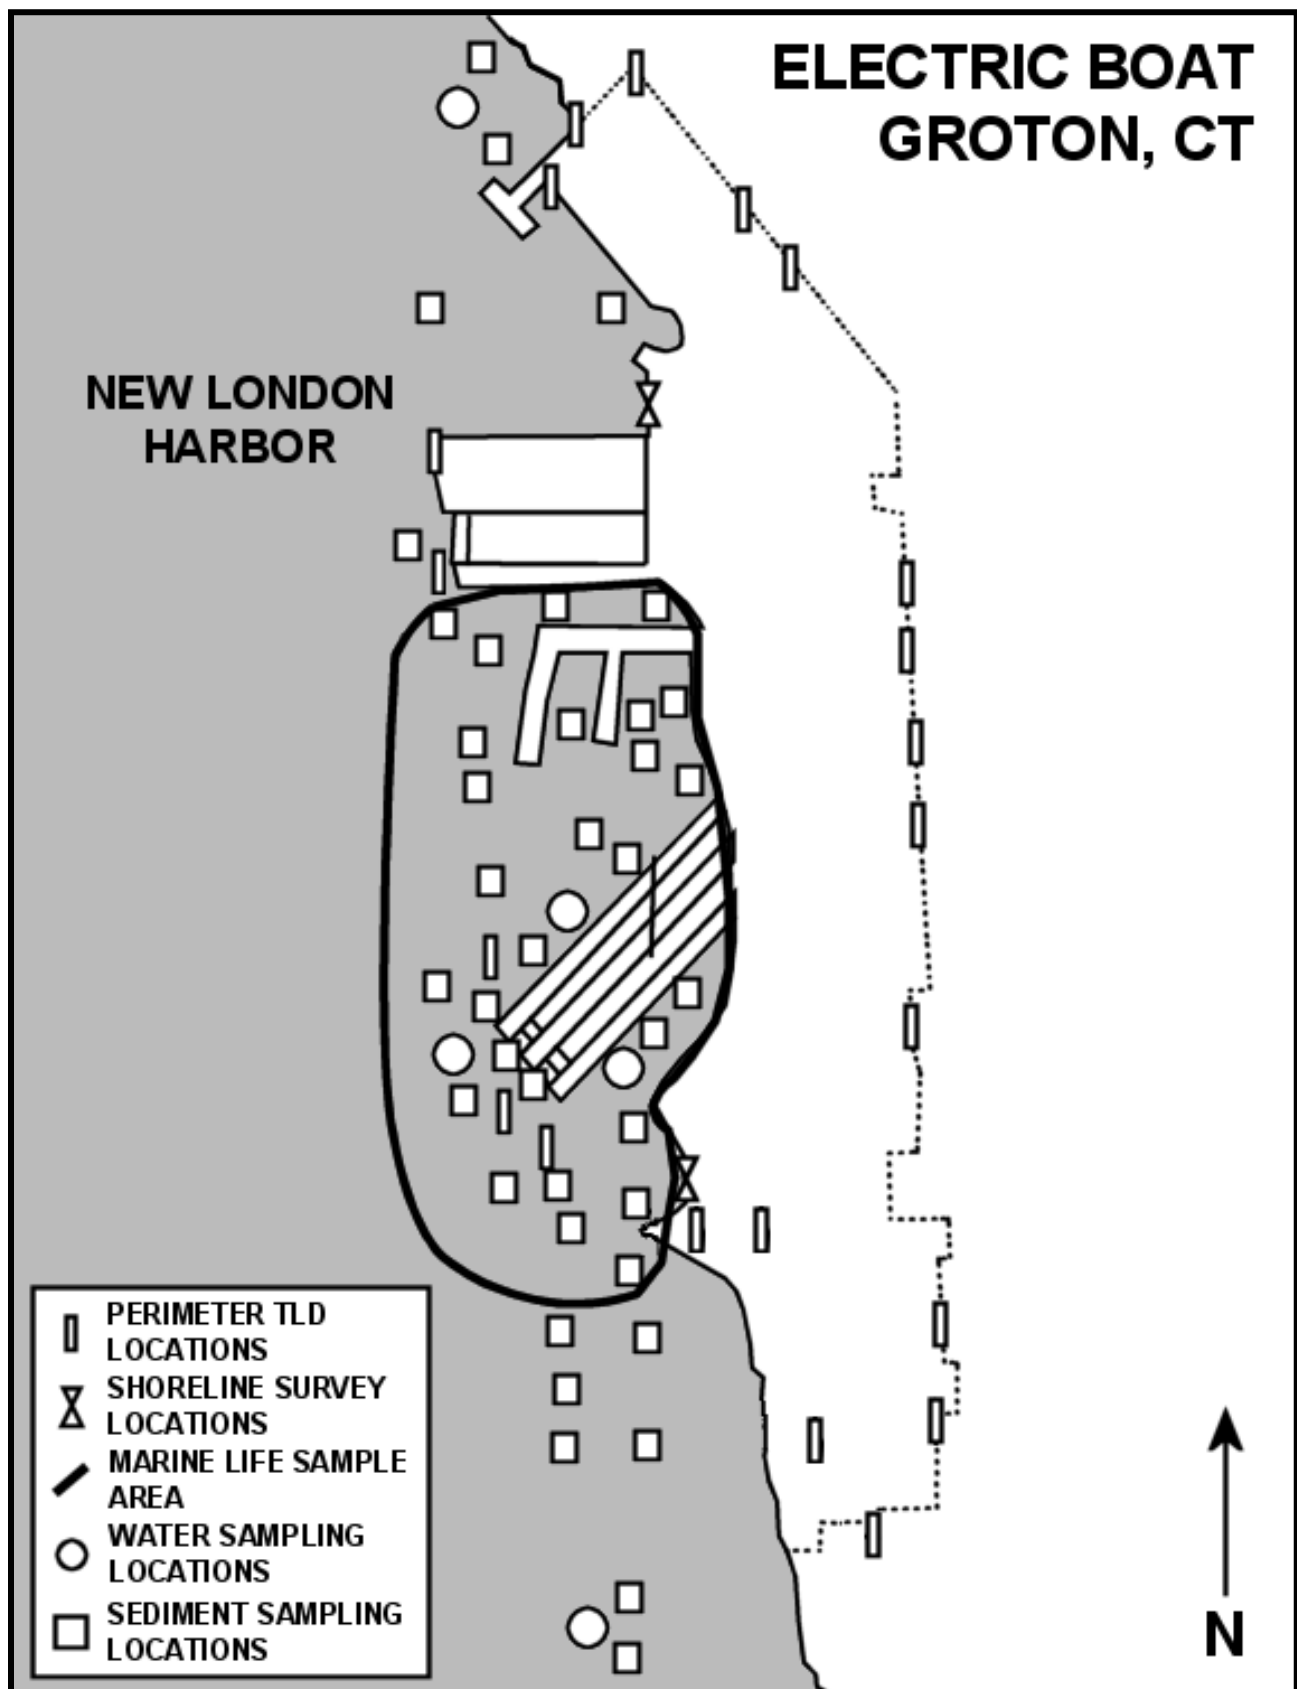 ELECTRIC BOAT
GROTON, CT
NEW LONDON
HARBOR
PERIMETER TLD
LOCATIONS
SHORELINE SURVEY
LOCATIONS
MARINE LIFE SAMPLE
AREA
WATER SAMPLING
LOCATIONS
SEDIMENT SAMPLING
LOCATIONS
N